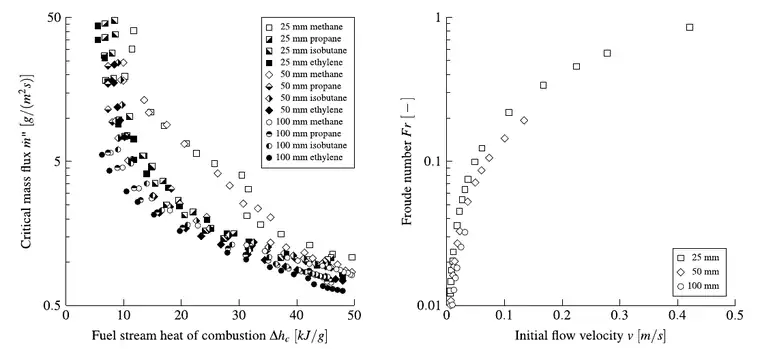 50
5
0.5
0
10
20
30
40
50
Critical mass flux ṁ" [g/(m²s)]
Fuel stream heat of combustion Δh_c [kJ/g]
25 mm methane
25 mm propane
25 mm isobutane
25 mm ethylene
50 mm methane
50 mm propane
50 mm isobutane
50 mm ethylene
100 mm methane
100 mm propane
100 mm isobutane
100 mm ethylene
1
0.1
0.01
0
0.1
0.2
0.3
0.4
0.5
Froude number Fr [−]
Initial flow velocity v [m/s]
25 mm
50 mm
100 mm